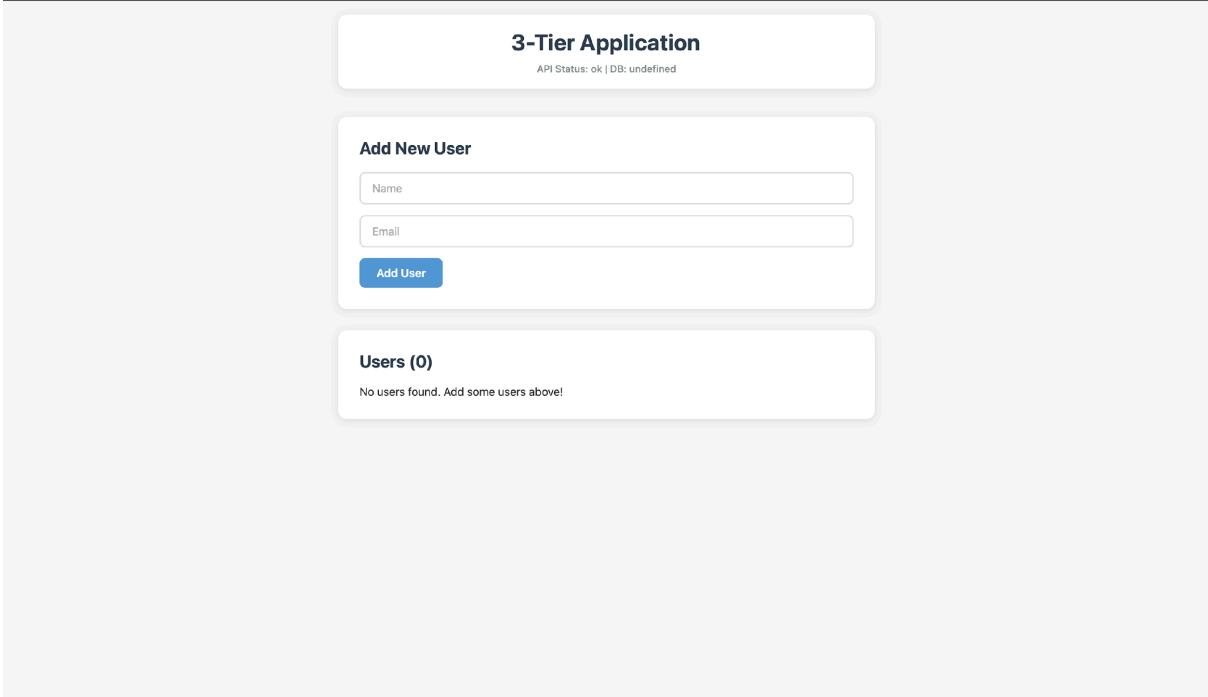 3-Tier Application
API Status: ok | DB: undefined
Add New User
Name
Email
Add User
Users (0)
No users found. Add some users above!